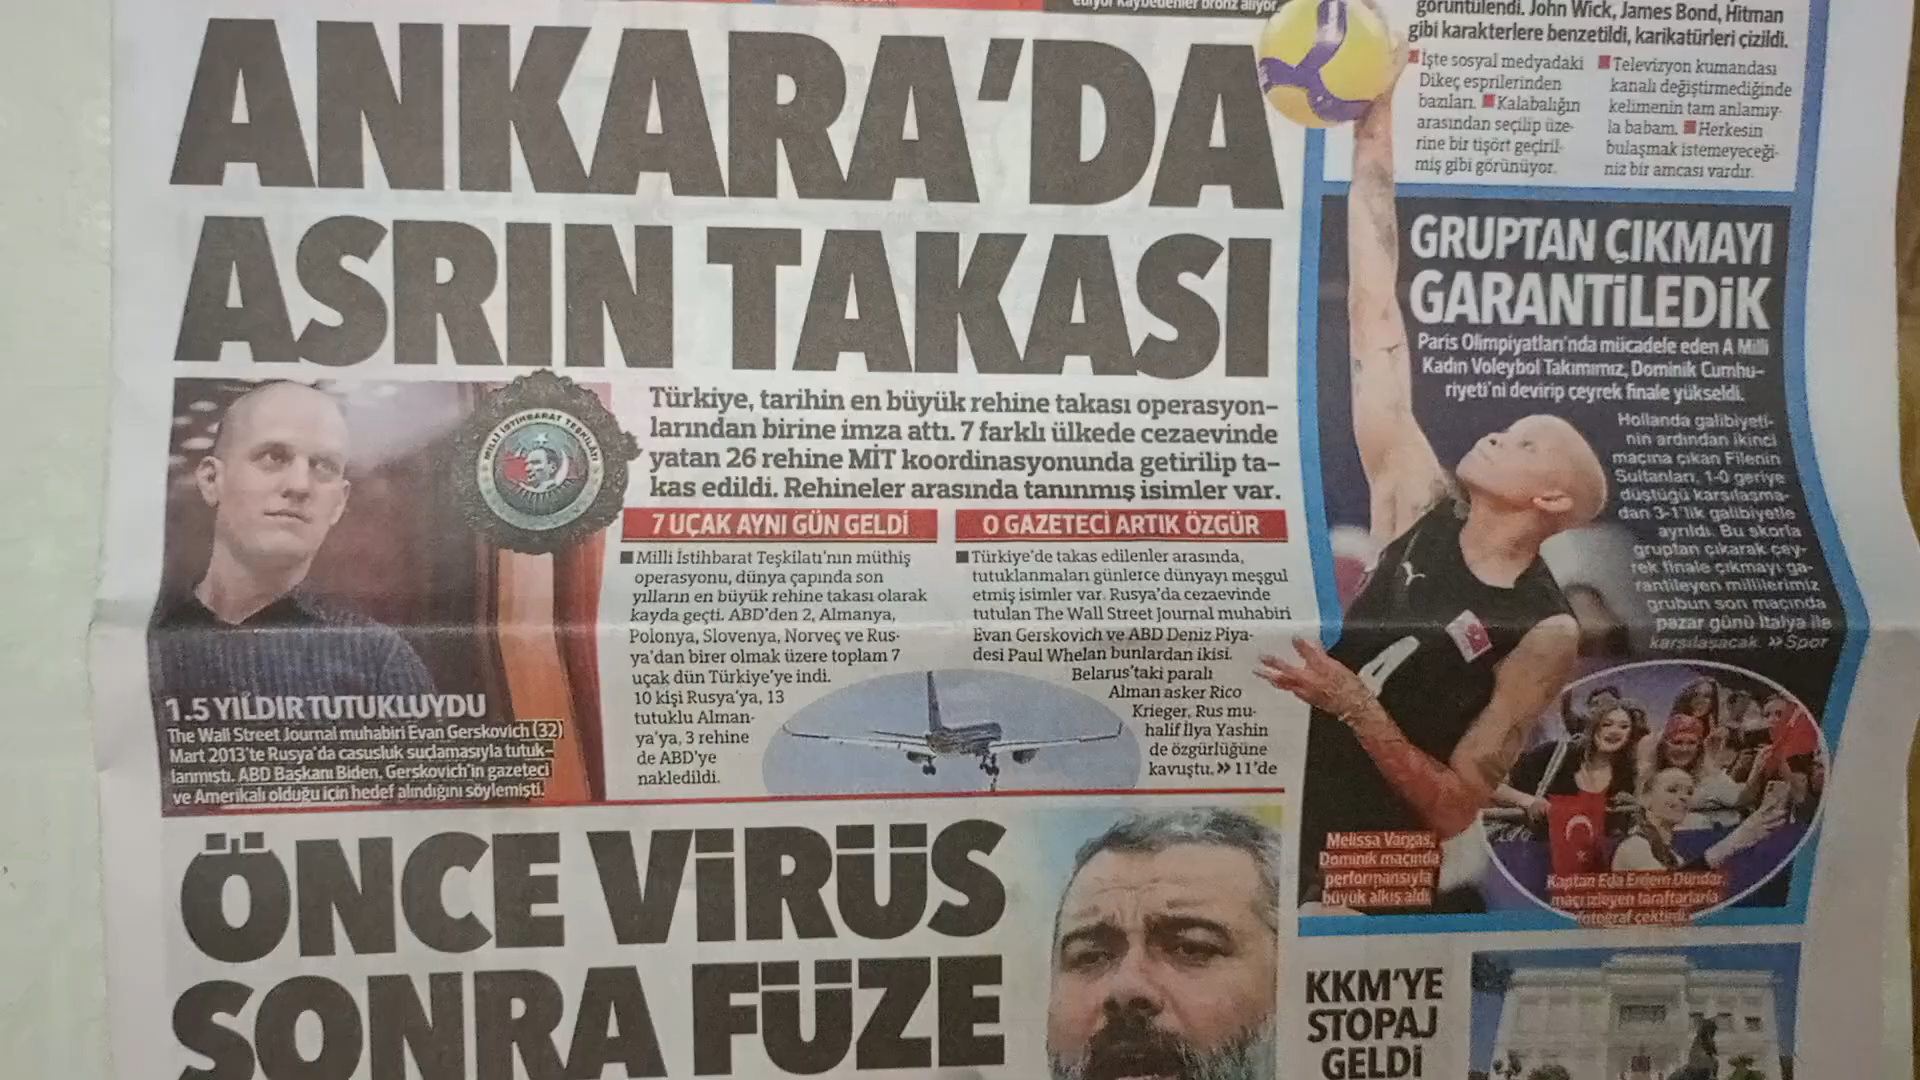 ediyor kaybedenler bronz alıyor.
ANKARA'DA
ASRIN TAKASI
MİLLİ İSTİHBARAT TEŞKİLATI
Türkiye, tarihin en büyük rehine takası operasyon-
larından birine imza attı. 7 farklı ülkede cezaevinde
yatan 26 rehine MİT koordinasyonunda getirilip ta-
kas edildi. Rehineler arasında tanınmış isimler var.
1.5 YILDIR TUTUKLUYDU
The Wall Street Journal muhabiri Evan Gerskovich (32)
Mart 2013'te Rusya'da casusluk suçlamasıyla tutuk-
lanmıştı. ABD Başkanı Biden, Gerskovich'in gazeteci
ve Amerikalı olduğu için hedef alındığını söylemişti.
7 UÇAK AYNI GÜN GELDİ
Milli İstihbarat Teşkilatı'nın müthiş
operasyonu, dünya çapında son
yılların en büyük rehine takası olarak
kayda geçti. ABD'den 2, Almanya,
Polonya, Slovenya, Norveç ve Rus-
ya'dan birer olmak üzere toplam 7
uçak dün Türkiye'ye indi.
10 kişi Rusya'ya, 13
tutuklu Alman-
ya'ya, 3 rehine
de ABD'ye
nakledildi.
O GAZETECİ ARTIK ÖZGÜR
Türkiye'de takas edilenler arasında,
tutuklanmaları günlerce dünyayı meşgul
etmiş isimler var. Rusya'da cezaevinde
tutulan The Wall Street Journal muhabiri
Evan Gerskovich ve ABD Deniz Piya-
desi Paul Whelan bunlardan ikisi.
Belarus'taki paralı
Alman asker Rico
Krieger, Rus mu-
halif İlya Yashin
de özgürlüğüne
kavuştu. » 11'de
görüntülendi. John Wick, James Bond, Hitman
gibi karakterlere benzetildi, karikatürleri çizildi.
İşte sosyal medyadaki
Dikeç esprilerinden
bazıları. Kalabalığın
arasından seçilip üze-
rine bir tişört geçiril-
miş gibi görünüyor.
Televizyon kumandası
kanalı değiştirmediğinde
kelimenin tam anlamıy-
la babam. Herkesin
bulaşmak istemeyeceği-
niz bir amcası vardır.
GRUPTAN ÇIKMAYI
GARANTİLEDİK
Paris Olimpiyatları'nda mücadele eden A Milli
Kadın Voleybol Takımımız, Dominik Cumhu-
riyeti'ni devirip çeyrek finale yükseldi.
Hollanda galibiyeti-
nin ardından ikinci
maçına çıkan Filenin
Sultanları, 1-0 geriye
düştüğü karşılaşma-
dan 3-1'lik galibiyetle
ayrıldı. Bu skorla
gruptan çıkarak çey-
rek finale çıkmayı ga-
rantileyen millilerimiz
grubun son maçında
pazar günü İtalya ile
karşılaşacak. » Spor
Melissa Vargas,
Dominik maçında
performansıyla
büyük alkış aldı.
Kaptan Eda Erdem Dündar,
maçı izleyen taraftarlarla
fotoğraf çektirdi.
ÖNCE VİRÜS
SONRA FÜZE
KKM'YE
STOPAJ
GELDİ